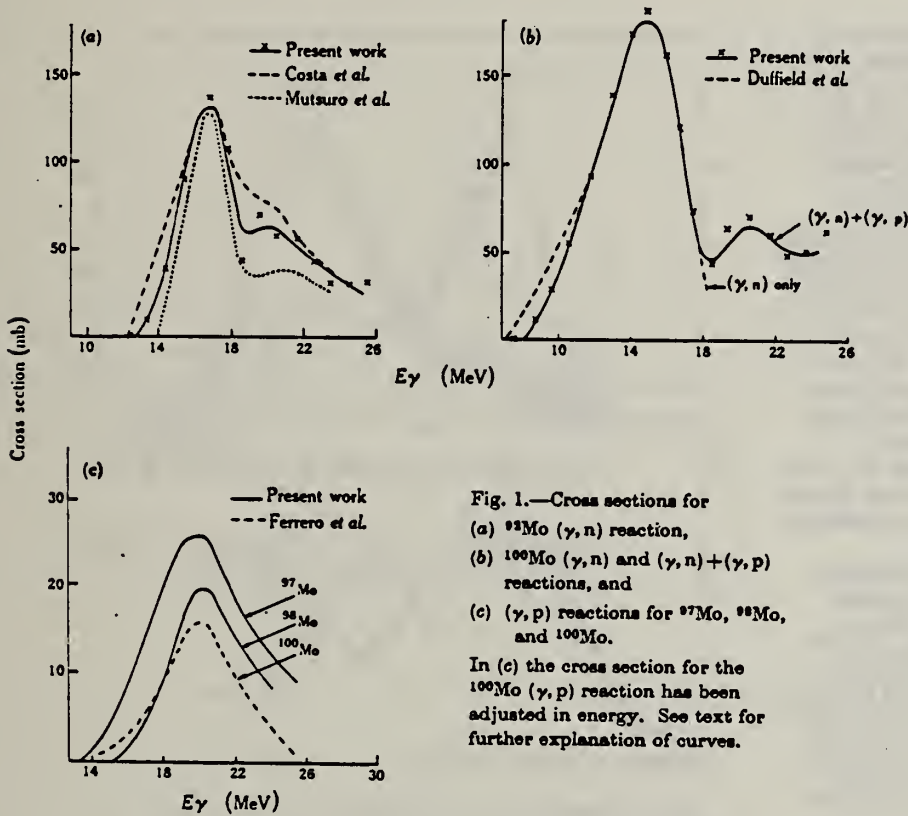 (a)
Present work
Costa et al.
Mutsuro et al.
150
100
50
10 14 18 22 26
(b)
Present work
Duffield et al.
150
100
50
(γ, n)+(γ, p)
(γ, n) only
10 14 18 22 26
Eγ (MeV)
Cross section (mb)
(c)
Present work
Ferrero et al.
30
20
10
97Mo
98Mo
100Mo
14 18 22 26 30
Eγ (MeV)
Fig. 1.—Cross sections for
(a) 92Mo (γ, n) reaction,
(b) 100Mo (γ, n) and (γ, n)+(γ, p)
reactions, and
(c) (γ, p) reactions for 97Mo, 98Mo,
and 100Mo.
In (c) the cross section for the
100Mo (γ, p) reaction has been
adjusted in energy. See text for
further explanation of curves.